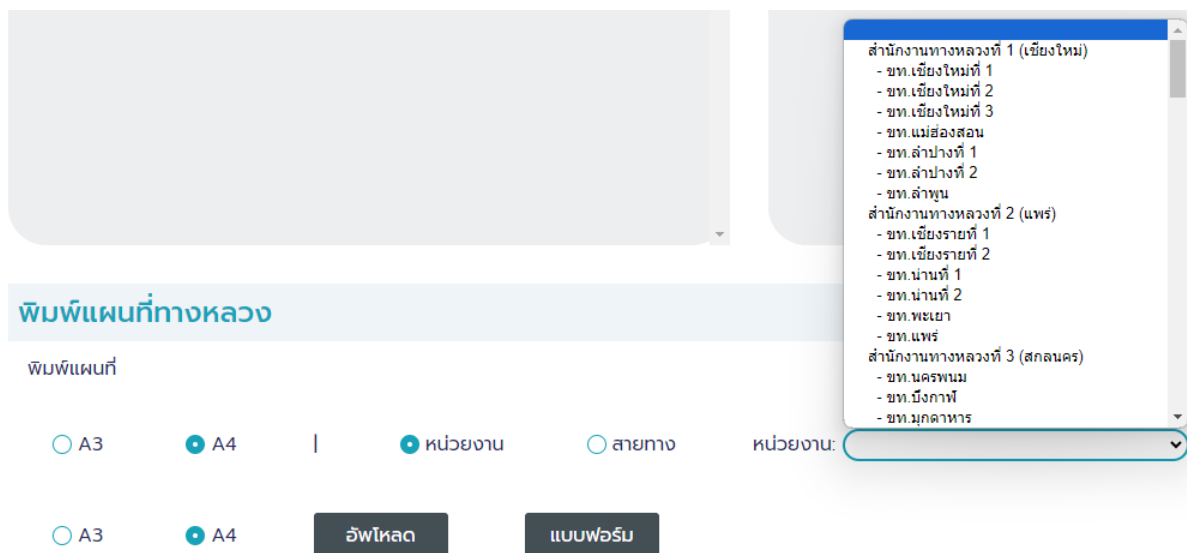 สำนักงานทางหลวงที่ 1 (เชียงใหม่)
- ขท.เชียงใหม่ที่ 1
- ขท.เชียงใหม่ที่ 2
- ขท.เชียงใหม่ที่ 3
- ขท.แม่ฮ่องสอน
- ขท.ลำปางที่ 1
- ขท.ลำปางที่ 2
- ขท.ลำพูน
สำนักงานทางหลวงที่ 2 (แพร่)
- ขท.เชียงรายที่ 1
- ขท.เชียงรายที่ 2
- ขท.น่านที่ 1
- ขท.น่านที่ 2
- ขท.พะเยา
- ขท.แพร่
สำนักงานทางหลวงที่ 3 (สกลนคร)
- ขท.นครพนม
- ขท.บึงกาฬ
- ขท.มุกดาหาร
พิมพ์แผนที่ทางหลวง
พิมพ์แผนที่
A3 A4 | หน่วยงาน สายทาง หน่วยงาน:
A3 A4 อัพโหลด แบบฟอร์ม